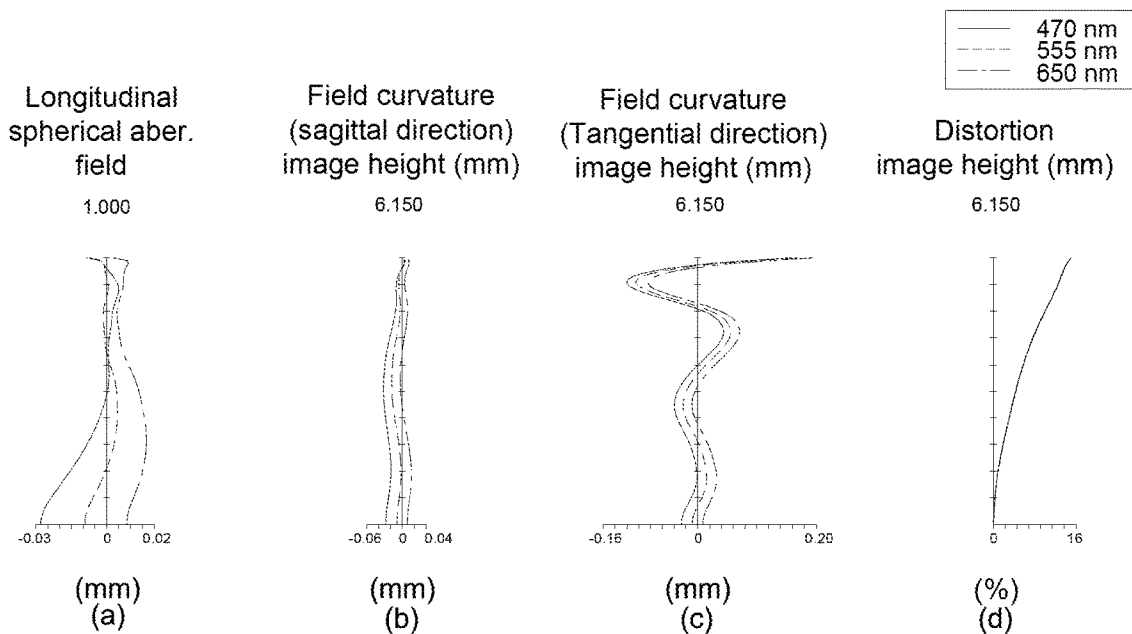 470 nm
555 nm
650 nm
Longitudinal
spherical aber.
field
1.000
Field curvature
(sagittal direction)
image height (mm)
6.150
Field curvature
(Tangential direction)
image height (mm)
6.150
Distortion
image height (mm)
6.150
-0.03 0 0.02
-0.06 0 0.04
-0.16 0 0.20
0 16
(mm)
(a)
(mm)
(b)
(mm)
(c)
(%)
(d)